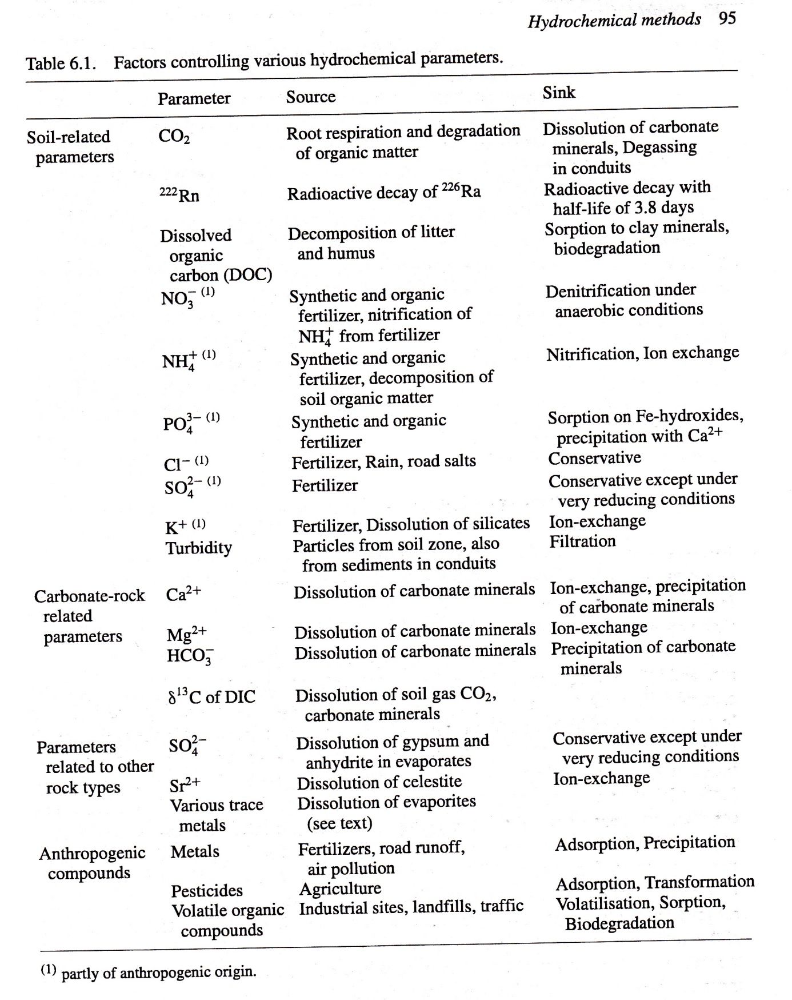 Hydrochemical methods 95
Table 6.1. Factors controlling various hydrochemical parameters.
Parameter Source Sink
Soil-related CO₂ Root respiration and degradation Dissolution of carbonate
parameters of organic matter minerals, Degassing
in conduits
²²²Rn Radioactive decay of ²²⁶Ra Radioactive decay with
half-life of 3.8 days
Dissolved Decomposition of litter Sorption to clay minerals,
organic and humus biodegradation
carbon (DOC)
NO₃⁻ ⁽¹⁾ Synthetic and organic Denitrification under
fertilizer, nitrification of anaerobic conditions
NH₄⁺ from fertilizer
NH₄⁺ ⁽¹⁾ Synthetic and organic Nitrification, Ion exchange
fertilizer, decomposition of
soil organic matter
PO₄³⁻ ⁽¹⁾ Synthetic and organic Sorption on Fe-hydroxides,
fertilizer precipitation with Ca²⁺
Cl⁻ ⁽¹⁾ Fertilizer, Rain, road salts Conservative
SO₄²⁻ ⁽¹⁾ Fertilizer Conservative except under
very reducing conditions
K⁺ ⁽¹⁾ Fertilizer, Dissolution of silicates Ion-exchange
Turbidity Particles from soil zone, also Filtration
from sediments in conduits
Carbonate-rock Ca²⁺ Dissolution of carbonate minerals Ion-exchange, precipitation
related of carbonate minerals
parameters Mg²⁺ Dissolution of carbonate minerals Ion-exchange
HCO₃⁻ Dissolution of carbonate minerals Precipitation of carbonate
minerals
δ¹³C of DIC Dissolution of soil gas CO₂,
carbonate minerals
Parameters SO₄²⁻ Dissolution of gypsum and Conservative except under
related to other anhydrite in evaporates very reducing conditions
rock types Sr²⁺ Dissolution of celestite Ion-exchange
Various trace Dissolution of evaporites
metals (see text)
Anthropogenic Metals Fertilizers, road runoff, Adsorption, Precipitation
compounds air pollution
Pesticides Agriculture Adsorption, Transformation
Volatile organic Industrial sites, landfills, traffic Volatilisation, Sorption,
compounds Biodegradation
⁽¹⁾ partly of anthropogenic origin.